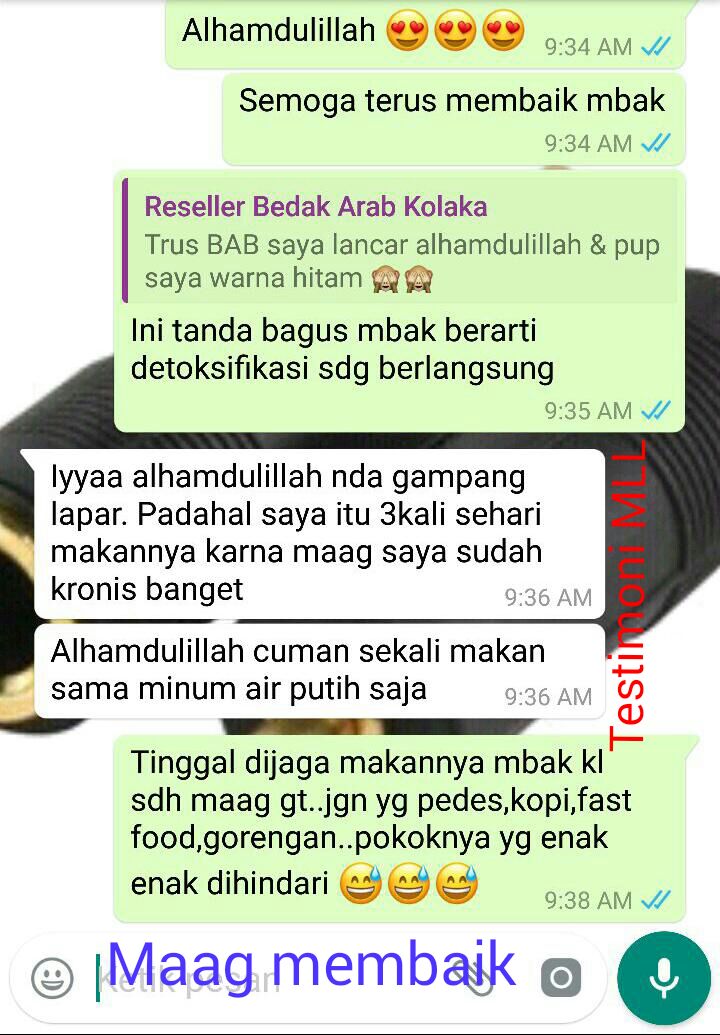 Alhamdulillah 😍😍😍
9:34 AM
Semoga terus membaik mbak
9:34 AM
Reseller Bedak Arab Kolaka
Trus BAB saya lancar alhamdulillah & pup
saya warna hitam 🙈🙈
Ini tanda bagus mbak berarti
detoksifikasi sdg berlangsung
9:35 AM
Iyyaa alhamdulillah nda gampang
lapar. Padahal saya itu 3kali sehari
makannya karna maag saya sudah
kronis banget
9:36 AM
Alhamdulillah cuman sekali makan
sama minum air putih saja
9:36 AM
Testimoni MLL
Tinggal dijaga makannya mbak kl
sdh maag gt..jgn yg pedes,kopi,fast
food,gorengan..pokoknya yg enak
enak dihindari 😅😅😅
9:38 AM
Ketik pesan
Maag membaik